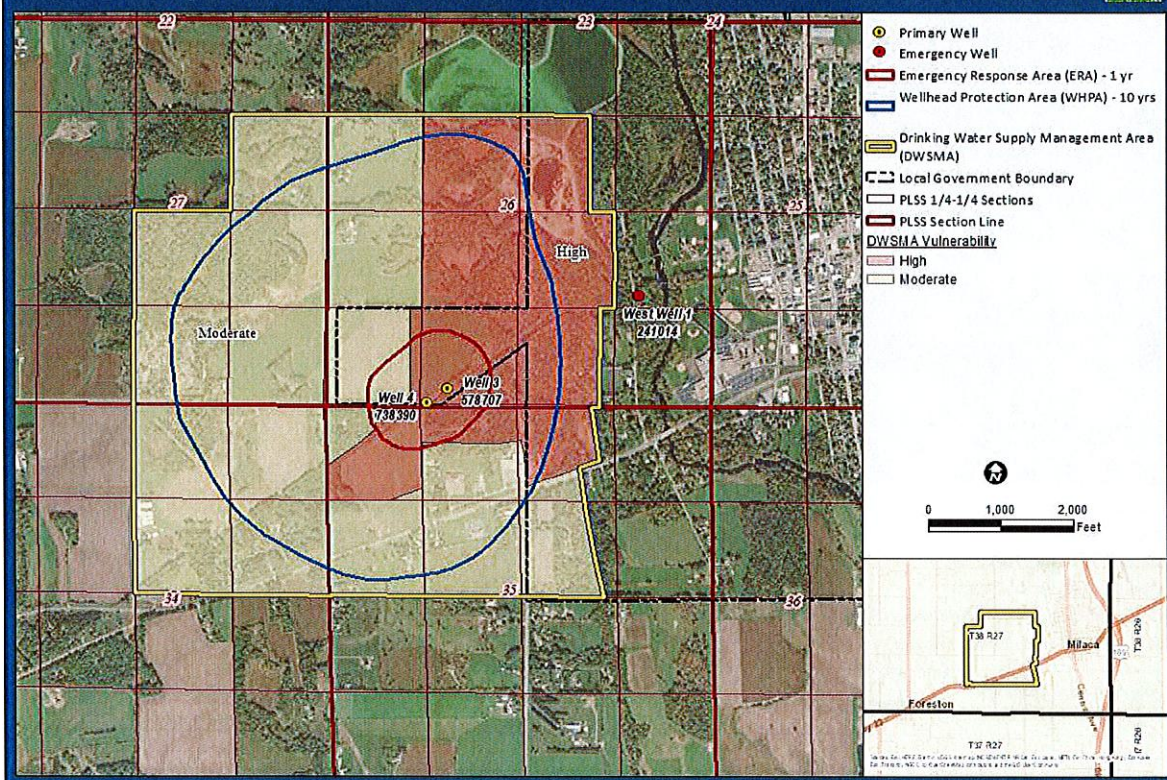 22
23
24
27
26
25
High
Moderate
West Well 1
241014
Well 3
578707
Well 4
738390
34
35
36
Primary Well
Emergency Well
Emergency Response Area (ERA) - 1 yr
Wellhead Protection Area (WHPA) - 10 yrs
Drinking Water Supply Management Area
(DWSMA)
Local Government Boundary
PLSS 1/4-1/4 Sections
PLSS Section Line
DWSMA Vulnerability
High
Moderate
N
0 1,000 2,000
Feet
T38 R27
Milaca
T38 R26
169
Foreston
T37 R27